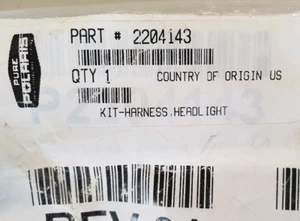 PART # 2204143
PURE
POLARIS
QTY 1
COUNTRY OF ORIGIN US
KIT-HARNESS,HEADLIGHT